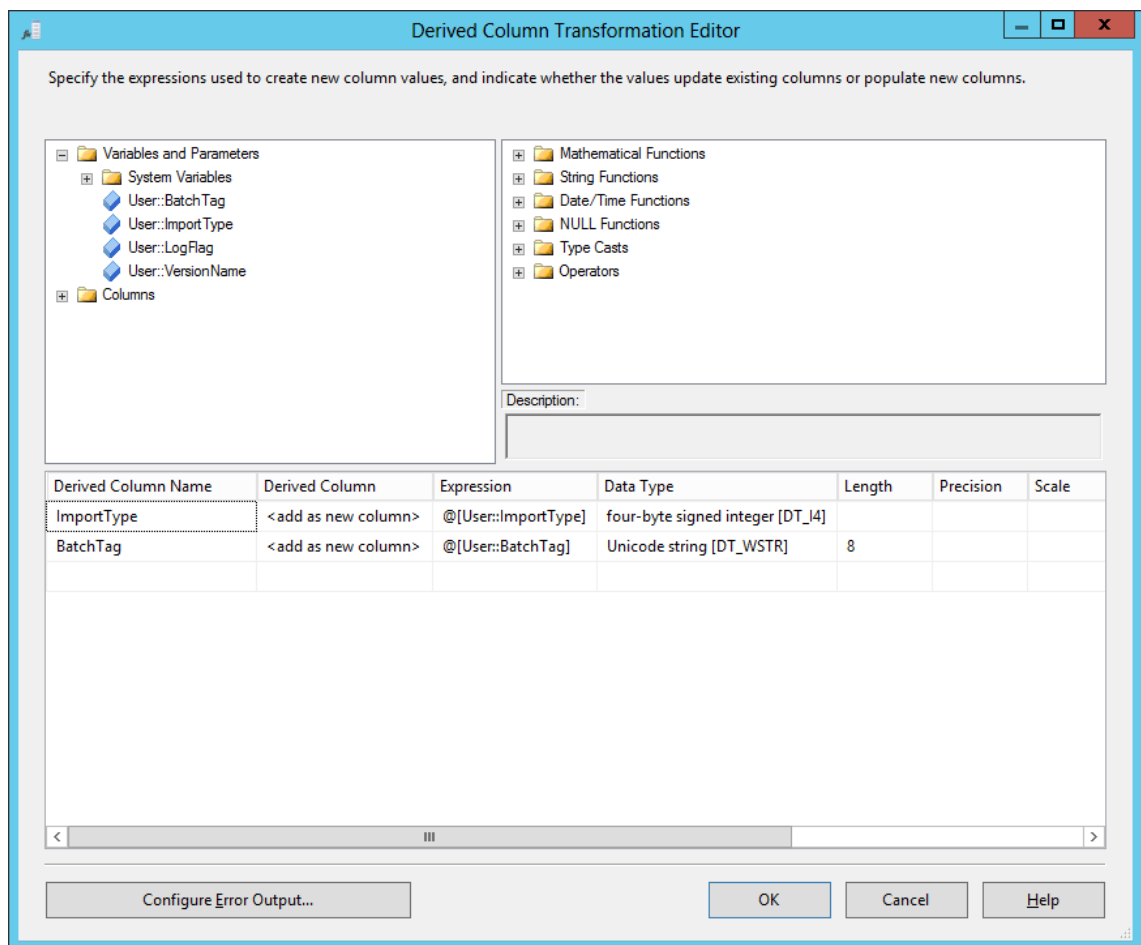 Derived Column Transformation Editor
Specify the expressions used to create new column values, and indicate whether the values update existing columns or populate new columns.
Variables and Parameters
System Variables
User::BatchTag
User::ImportType
User::LogFlag
User::VersionName
Columns
Mathematical Functions
String Functions
Date/Time Functions
NULL Functions
Type Casts
Operators
Description:
Derived Column Name Derived Column Expression Data Type Length Precision Scale
ImportType <add as new column> @[User::ImportType] four-byte signed integer [DT_I4]
BatchTag <add as new column> @[User::BatchTag] Unicode string [DT_WSTR] 8
Configure Error Output... OK Cancel Help